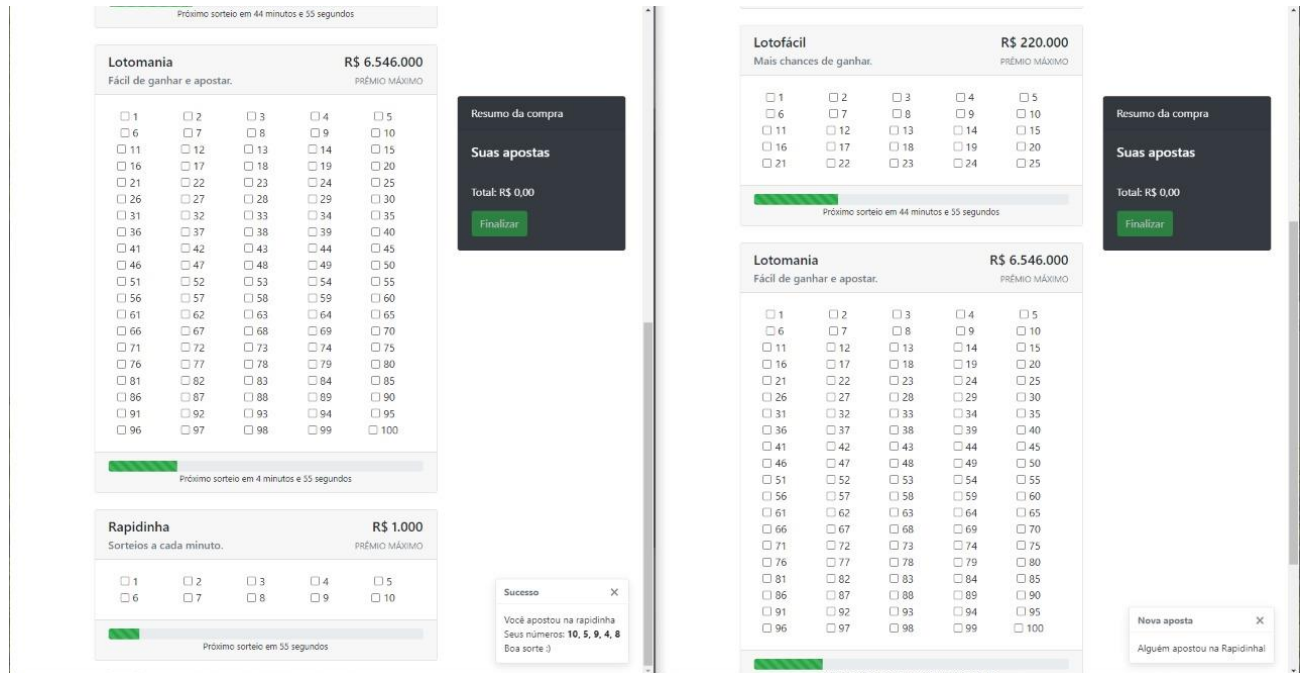 Próximo sorteio em 44 minutos e 55 segundos
Lotomania R$ 6.546.000
Fácil de ganhar e apostar. PRÊMIO MÁXIMO
1 2 3 4 5
6 7 8 9 10
11 12 13 14 15
16 17 18 19 20
21 22 23 24 25
26 27 28 29 30
31 32 33 34 35
36 37 38 39 40
41 42 43 44 45
46 47 48 49 50
51 52 53 54 55
56 57 58 59 60
61 62 63 64 65
66 67 68 69 70
71 72 73 74 75
76 77 78 79 80
81 82 83 84 85
86 87 88 89 90
91 92 93 94 95
96 97 98 99 100
Próximo sorteio em 4 minutos e 55 segundos
Rapidinha R$ 1.000
Sorteios a cada minuto. PRÊMIO MÁXIMO
1 2 3 4 5
6 7 8 9 10
Próximo sorteio em 55 segundos
Resumo da compra
Suas apostas
Total: R$ 0,00
Finalizar
Sucesso ×
Você apostou na rapidinha
Seus números: 10, 5, 9, 4, 8
Boa sorte :)
Lotofácil R$ 220.000
Mais chances de ganhar. PRÊMIO MÁXIMO
1 2 3 4 5
6 7 8 9 10
11 12 13 14 15
16 17 18 19 20
21 22 23 24 25
Próximo sorteio em 44 minutos e 55 segundos
Lotomania R$ 6.546.000
Fácil de ganhar e apostar. PRÊMIO MÁXIMO
1 2 3 4 5
6 7 8 9 10
11 12 13 14 15
16 17 18 19 20
21 22 23 24 25
26 27 28 29 30
31 32 33 34 35
36 37 38 39 40
41 42 43 44 45
46 47 48 49 50
51 52 53 54 55
56 57 58 59 60
61 62 63 64 65
66 67 68 69 70
71 72 73 74 75
76 77 78 79 80
81 82 83 84 85
86 87 88 89 90
91 92 93 94 95
96 97 98 99 100
Resumo da compra
Suas apostas
Total: R$ 0,00
Finalizar
Nova aposta ×
Alguém apostou na Rapidinha!